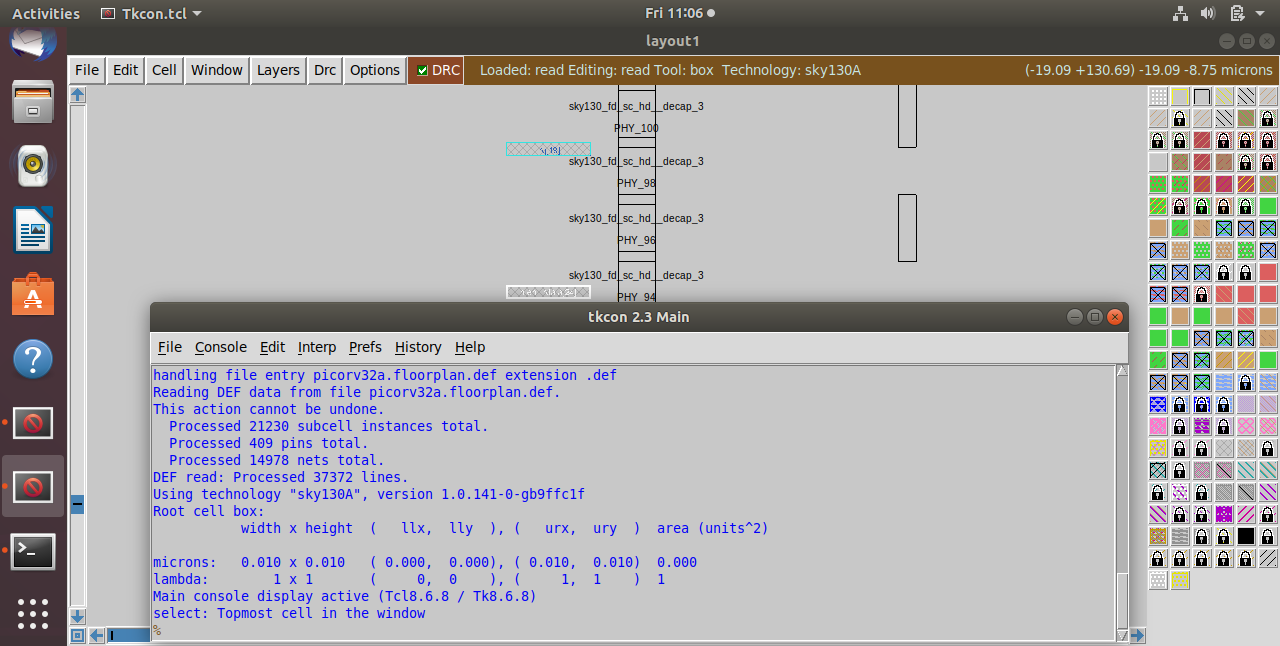 Activities Tkcon.tcl Fri 11:06
layout1
File Edit Cell Window Layers Drc Options DRC Loaded: read Editing: read Tool: box Technology: sky130A (-19.09 +130.69) -19.09 -8.75 microns
sky130_fd_sc_hd__decap_3
PHY_100
sky130_fd_sc_hd__decap_3
PHY_98
sky130_fd_sc_hd__decap_3
PHY_96
sky130_fd_sc_hd__decap_3
PHY_94
tkcon 2.3 Main
File Console Edit Interp Prefs History Help
handling file entry picorv32a.floorplan.def extension .def
Reading DEF data from file picorv32a.floorplan.def.
This action cannot be undone.
Processed 21230 subcell instances total.
Processed 409 pins total.
Processed 14978 nets total.
DEF read: Processed 37372 lines.
Using technology "sky130A", version 1.0.141-0-gb9ffc1f
Root cell box:
width x height ( llx, lly ), ( urx, ury ) area (units^2)
microns: 0.010 x 0.010 ( 0.000, 0.000), ( 0.010, 0.010) 0.000
lambda: 1 x 1 ( 0, 0 ), ( 1, 1 ) 1
Main console display active (Tcl8.6.8 / Tk8.6.8)
select: Topmost cell in the window
%